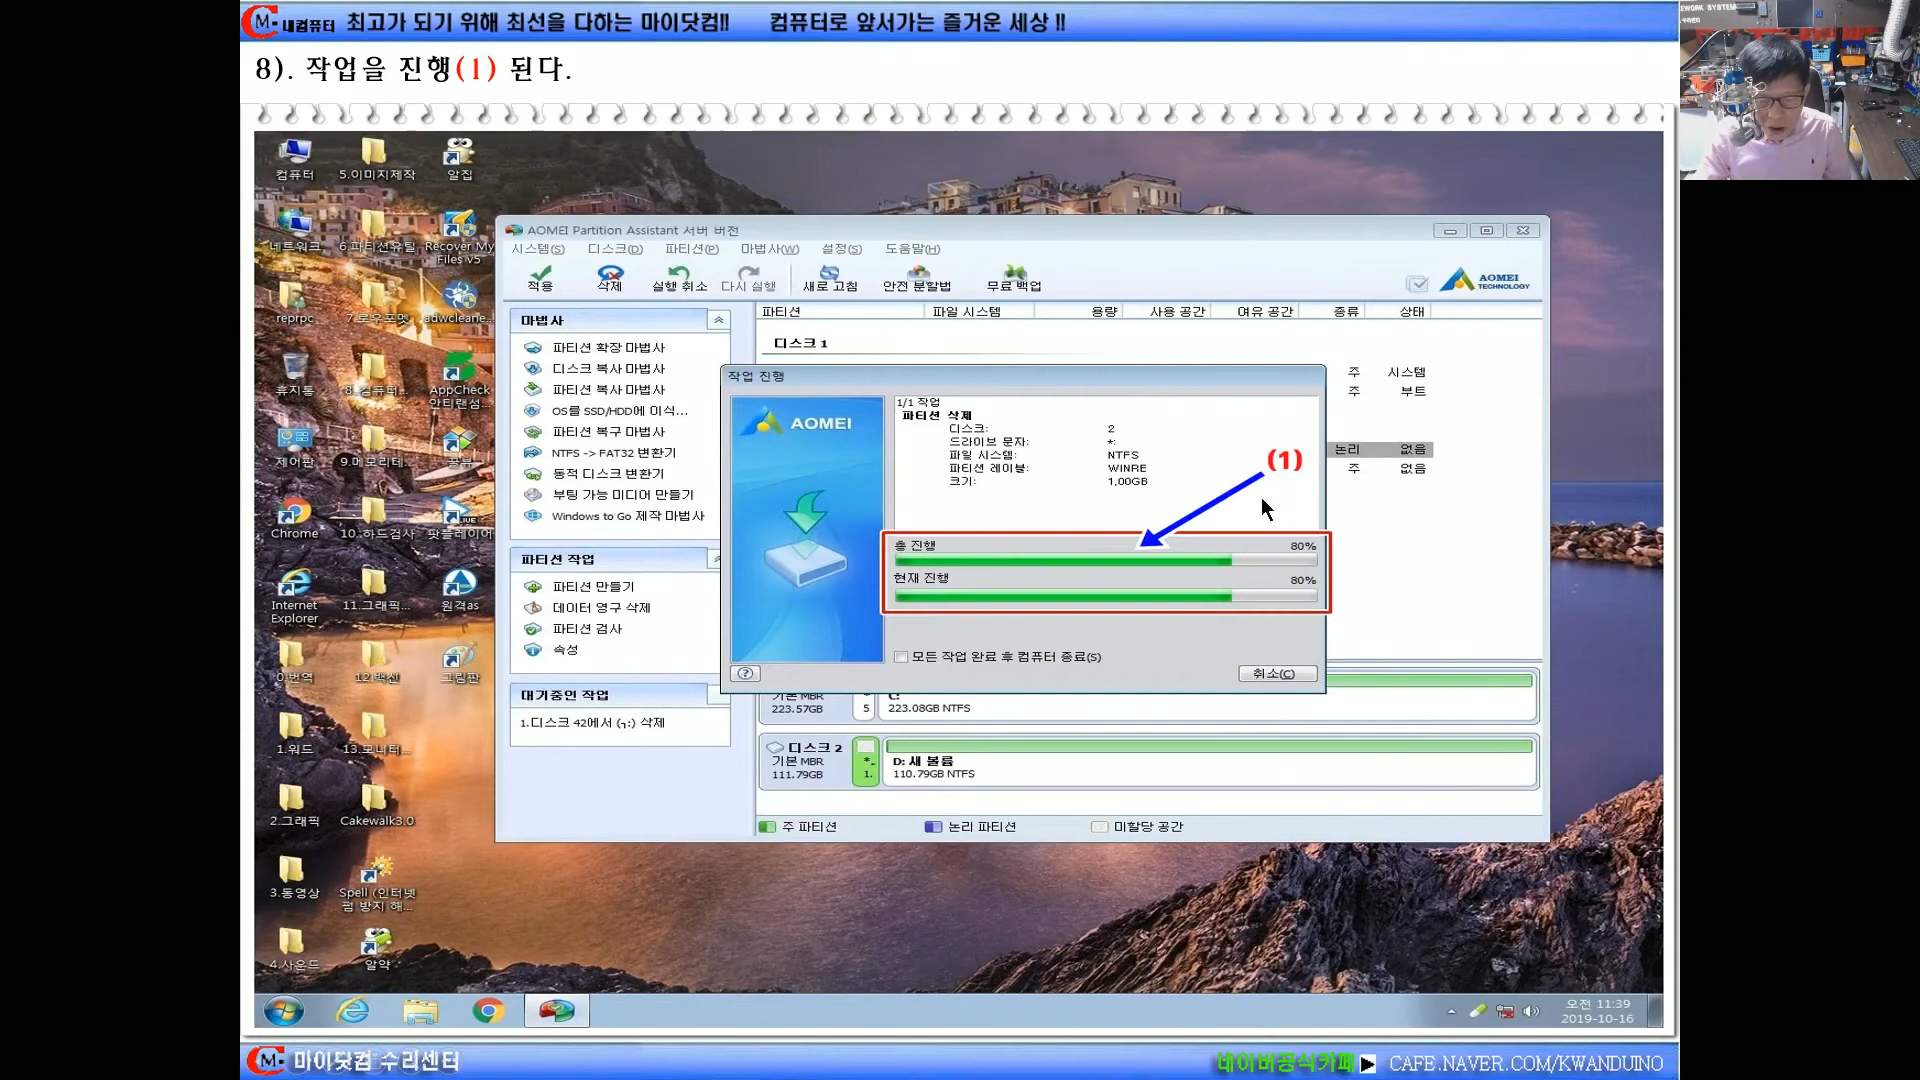 내컴퓨터 최고가 되기 위해 최선을 다하는 마이닷컴!! 컴퓨터로 앞서가는 즐거운 세상 !!
8). 작업을 진행(1) 된다.
컴퓨터
5.이미지제작
알집
네트워크
6.파티션유틸
Recover My Files v5
reprpc
7.로우포멧
adwcleane...
휴지통
8.컴퓨터...
AppCheck 안티랜섬...
제어판
9.메모리테...
꿀뷰
Chrome
10.하드검사
팟플레이어
Internet Explorer
11.그래픽...
원격as
0.번역
12.백신
그림판
1.워드
13.모니터...
2.그래픽
Cakewalk3.0
3.동영상
Spell (인터넷 펌 방지 해...
4.사운드
알약
AOMEI Partition Assistant 서버 버전
시스템(S) 디스크(D) 파티션(P) 마법사(W) 설정(S) 도움말(H)
적용 삭제 실행 취소 다시 실행 새로 고침 안전 분할법 무료 백업
AOMEI TECHNOLOGY
마법사
파티션 확장 마법사
디스크 복사 마법사
파티션 복사 마법사
OS를 SSD/HDD에 이식...
파티션 복구 마법사
NTFS -> FAT32 변환기
동적 디스크 변환기
부팅 가능 미디어 만들기
Windows to Go 제작 마법사
파티션 작업
파티션 만들기
데이터 영구 삭제
파티션 검사
속성
대기중인 작업
1.디스크 42에서 (┐:) 삭제
파티션 파일 시스템 용량 사용 공간 여유 공간 종류 상태
디스크 1
주 시스템
주 부트
논리 없음
주 없음
작업 진행
AOMEI
1/1 작업
파티션 삭제
디스크: 2
드라이브 문자: *:
파일 시스템: NTFS
파티션 레이블: WINRE
크기: 1,00GB
(1)
총 진행 80%
현재 진행 80%
모든 작업 완료 후 컴퓨터 종료(S)
취소(C)
기본 MBR
223.57GB
5
C:
223.08GB NTFS
디스크 2
기본 MBR
111.79GB
*.
1.
D: 새 볼륨
110.79GB NTFS
주 파티션 논리 파티션 미할당 공간
오전 11:39
2019-10-16
마이닷컴 수리센터
네이버공식카페 ▶ CAFE.NAVER.COM/KWANDUINO